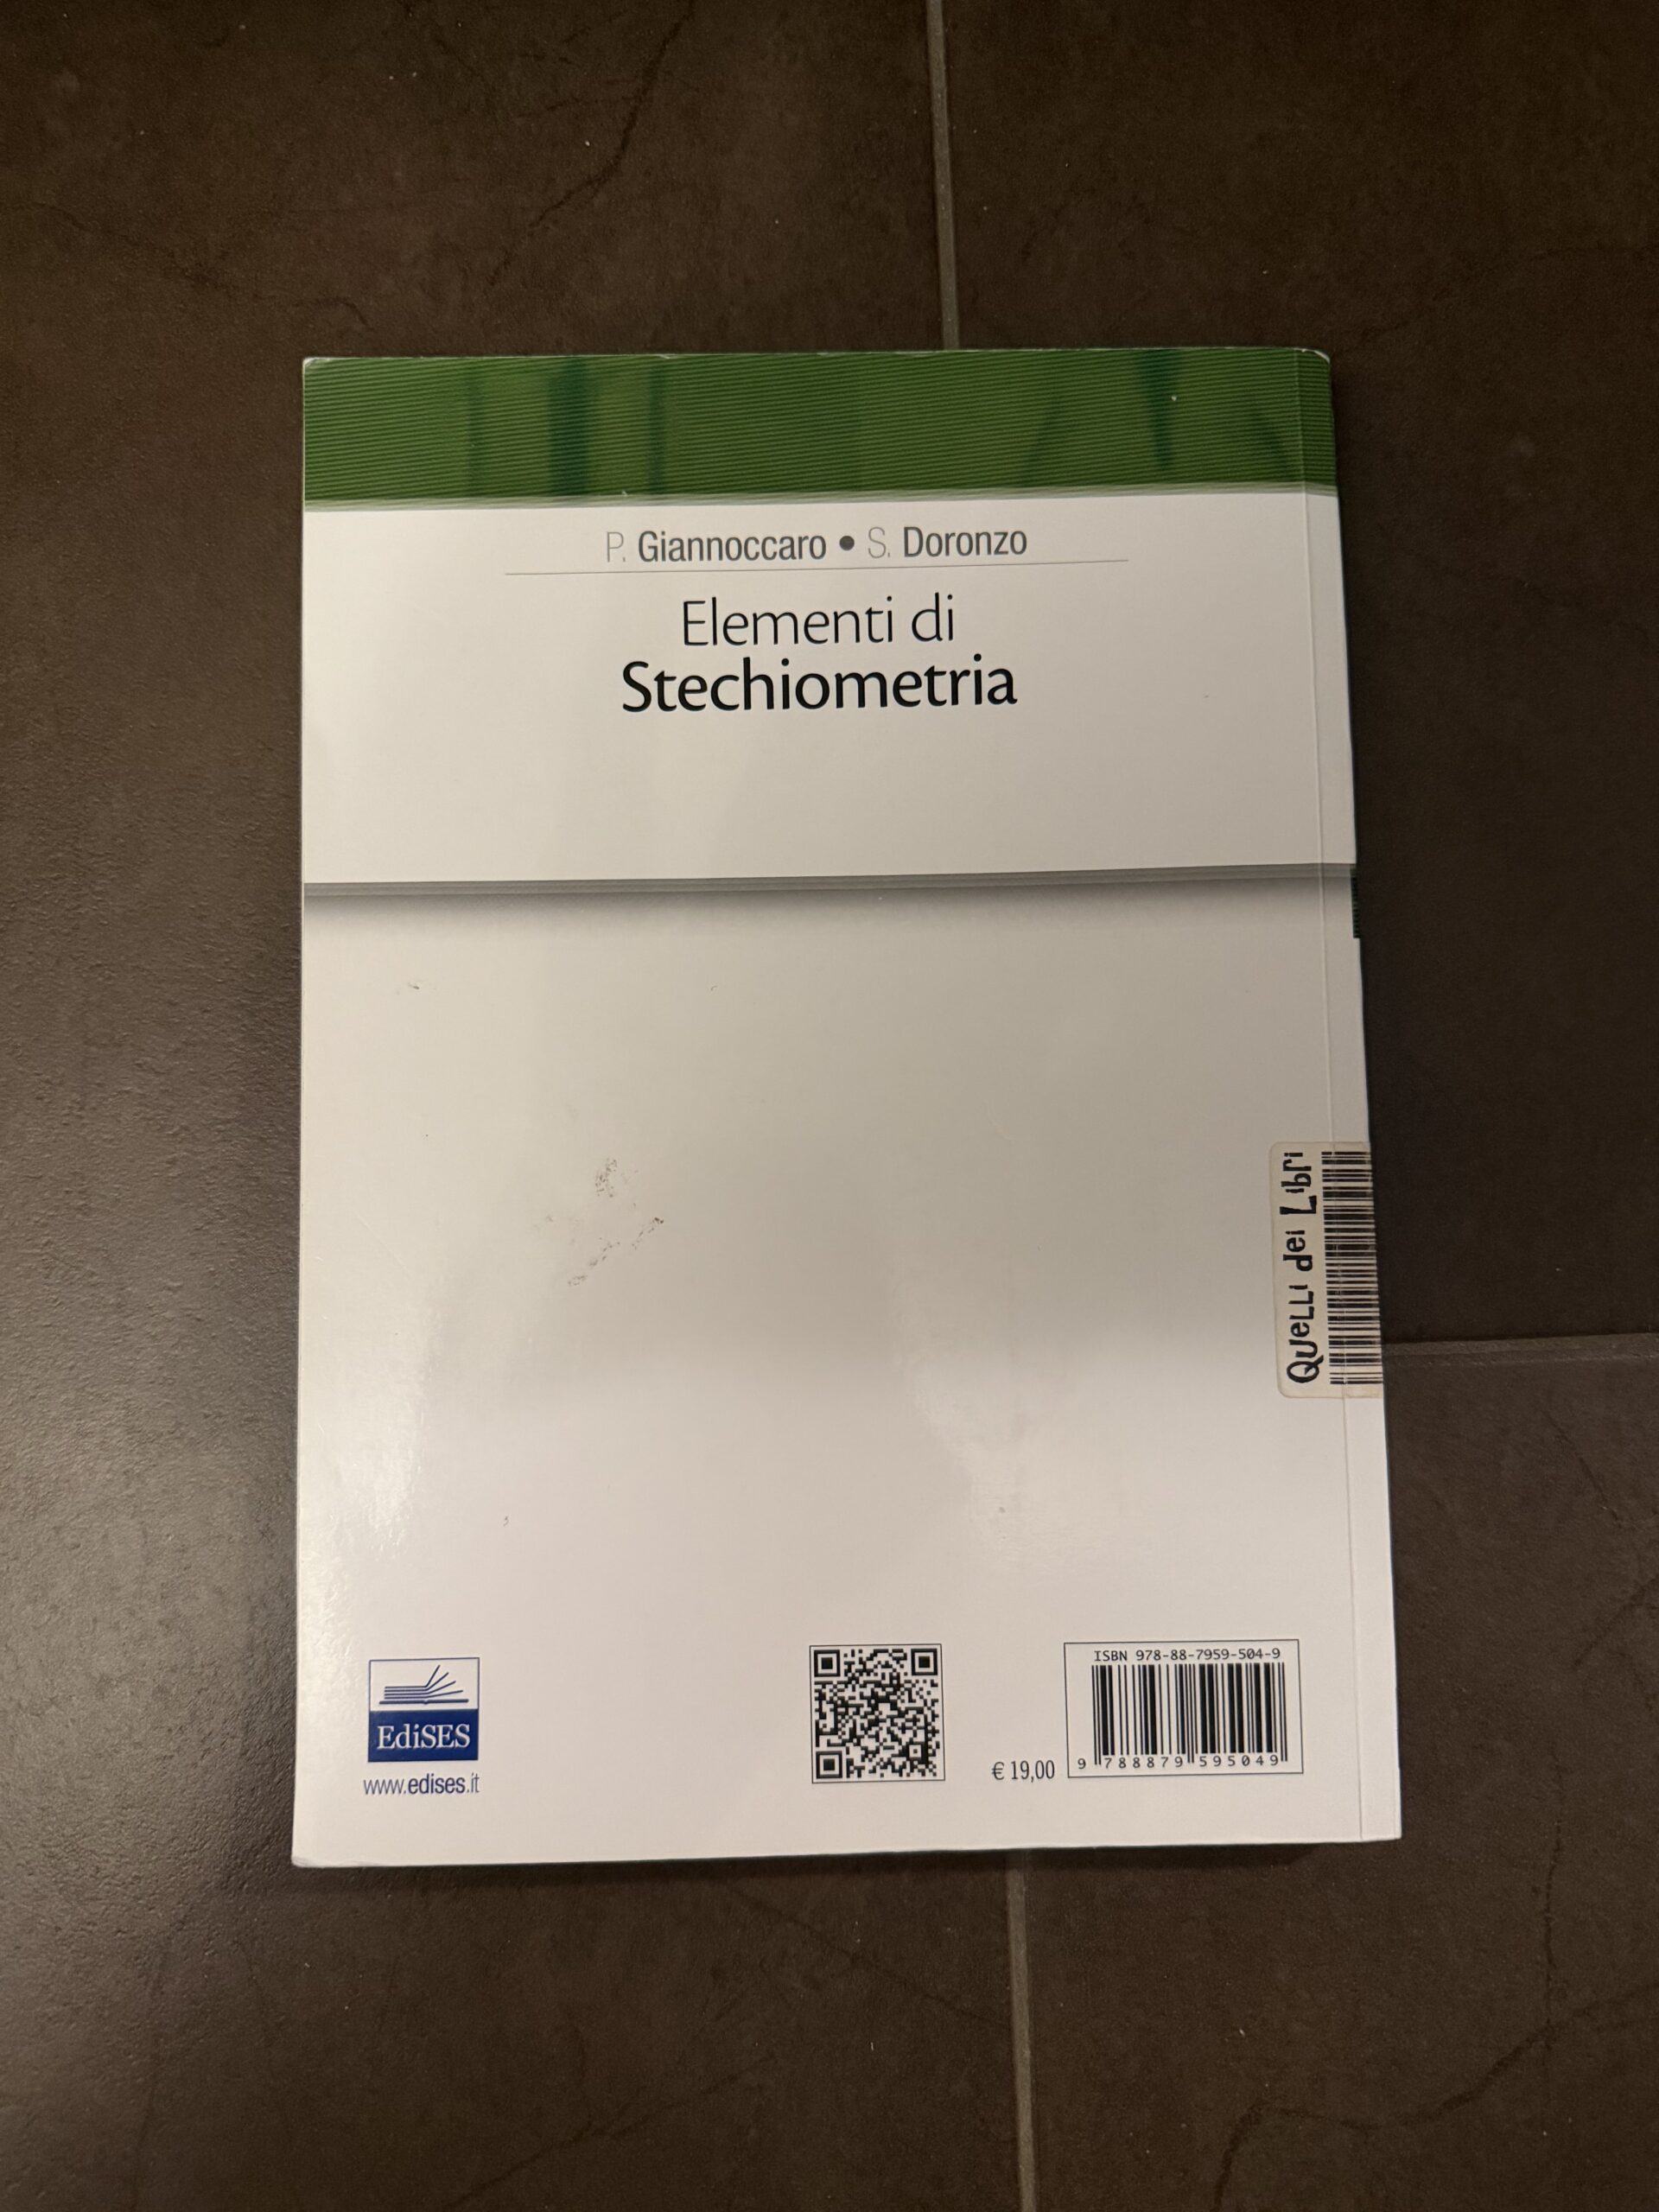 P. Giannoccaro • S. Doronzo
Elementi di
Stechiometria
Quelli dei Libri
EdiSES
www.edises.it
€ 19,00
ISBN 978-88-7959-504-9
9 788879 595049